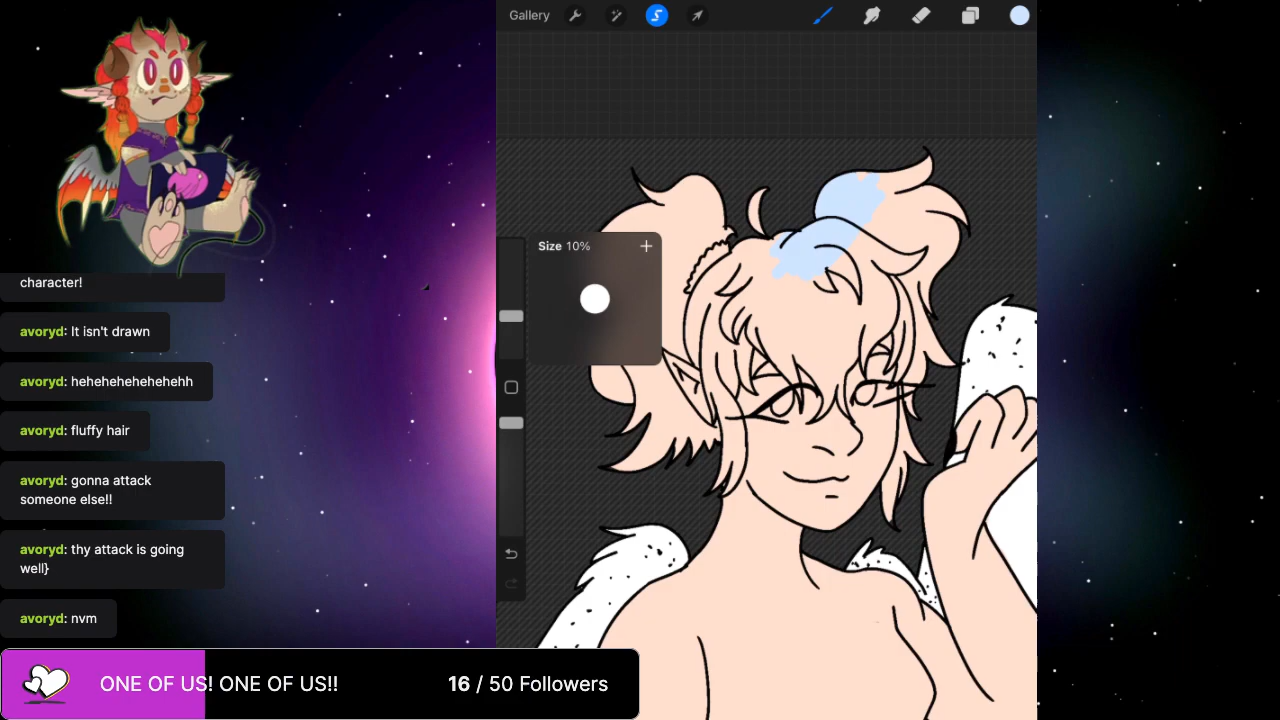 Gallery
Size 10%
character!
avoryd: It isn't drawn
avoryd: hehehehehehehehh
avoryd: fluffy hair
avoryd: gonna attack
someone else!!
avoryd: thy attack is going
well}
avoryd: nvm
ONE OF US! ONE OF US!!
16 / 50 Followers